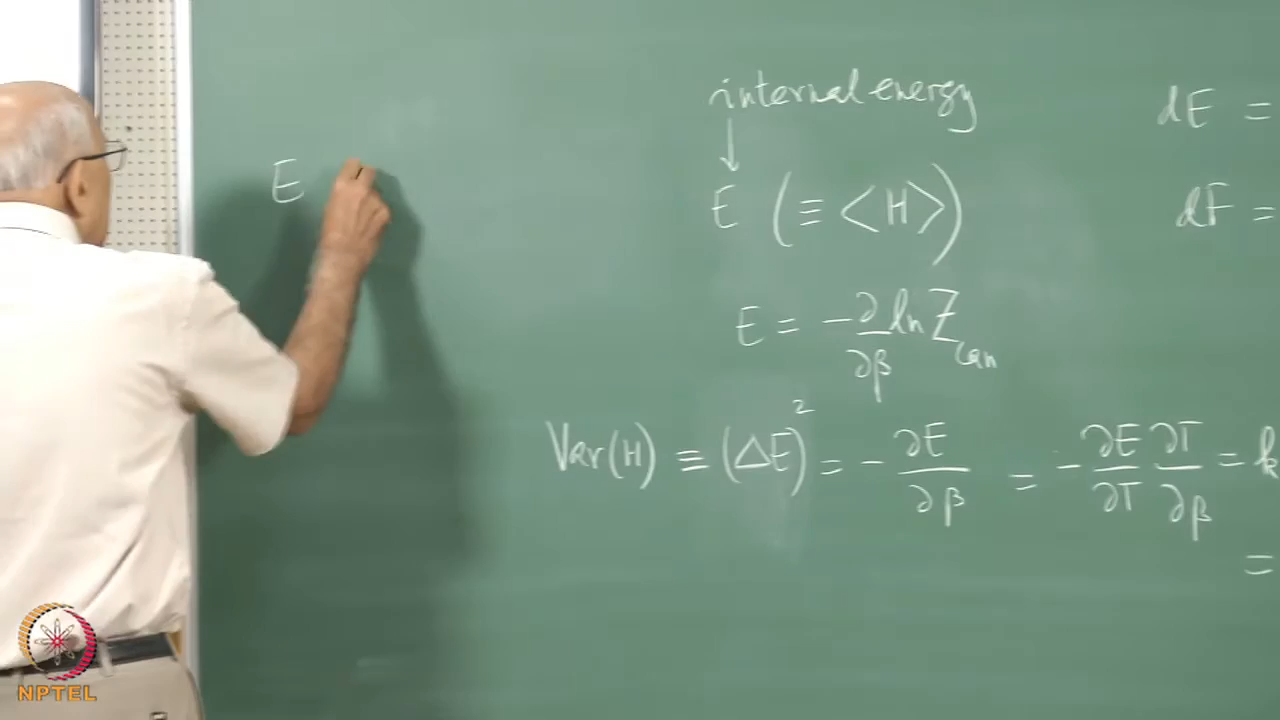 internal energy
dE =
E
↓
E (≡ <H>)
dF =
E = -∂/∂β ln Z_can
Var(H) ≡ (ΔE)² = - ∂E/∂β = - ∂E/∂T ∂T/∂β = k
=
NPTEL